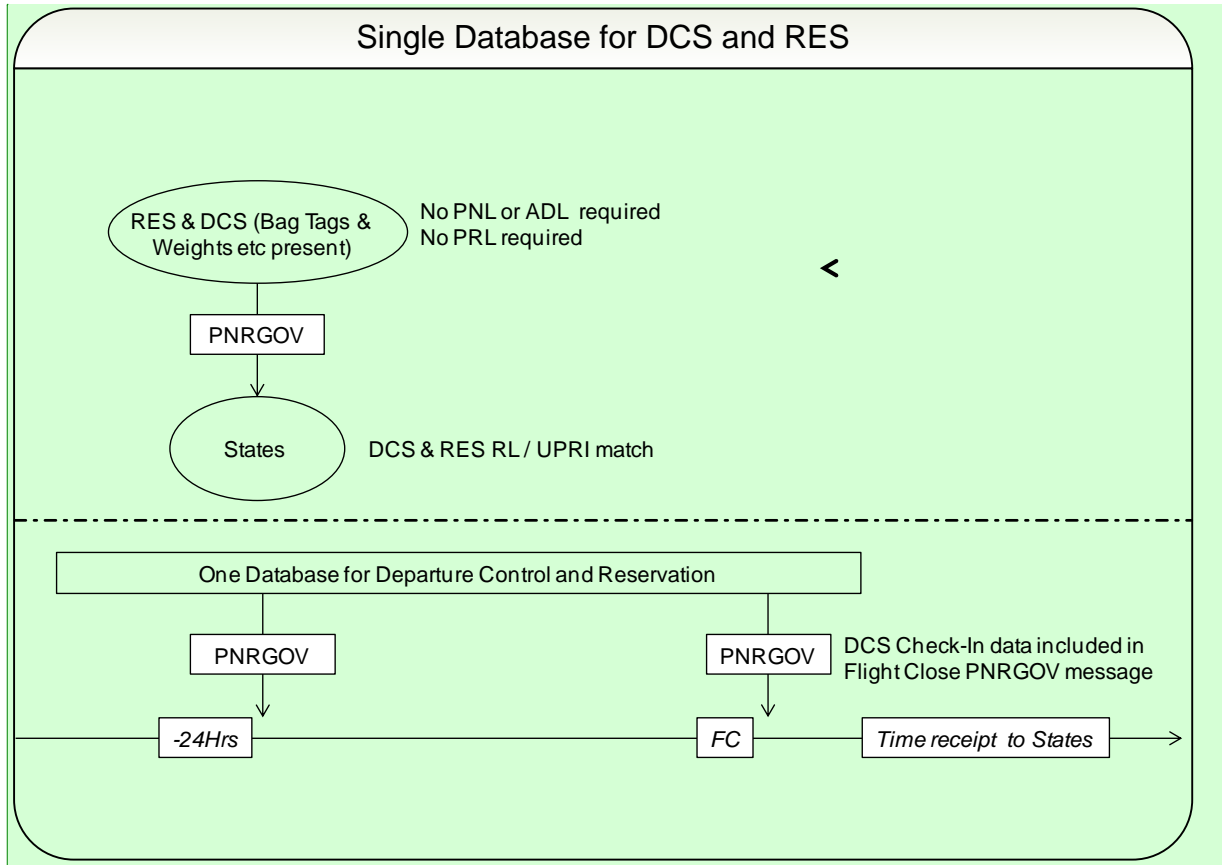 Single Database for DCS and RES
RES & DCS (Bag Tags &
Weights etc present)
No PNL or ADL required
No PRL required
<
PNRGOV
States
DCS & RES RL / UPRI match
One Database for Departure Control and Reservation
PNRGOV
PNRGOV
DCS Check-In data included in
Flight Close PNRGOV message
-24Hrs
FC
Time receipt to States